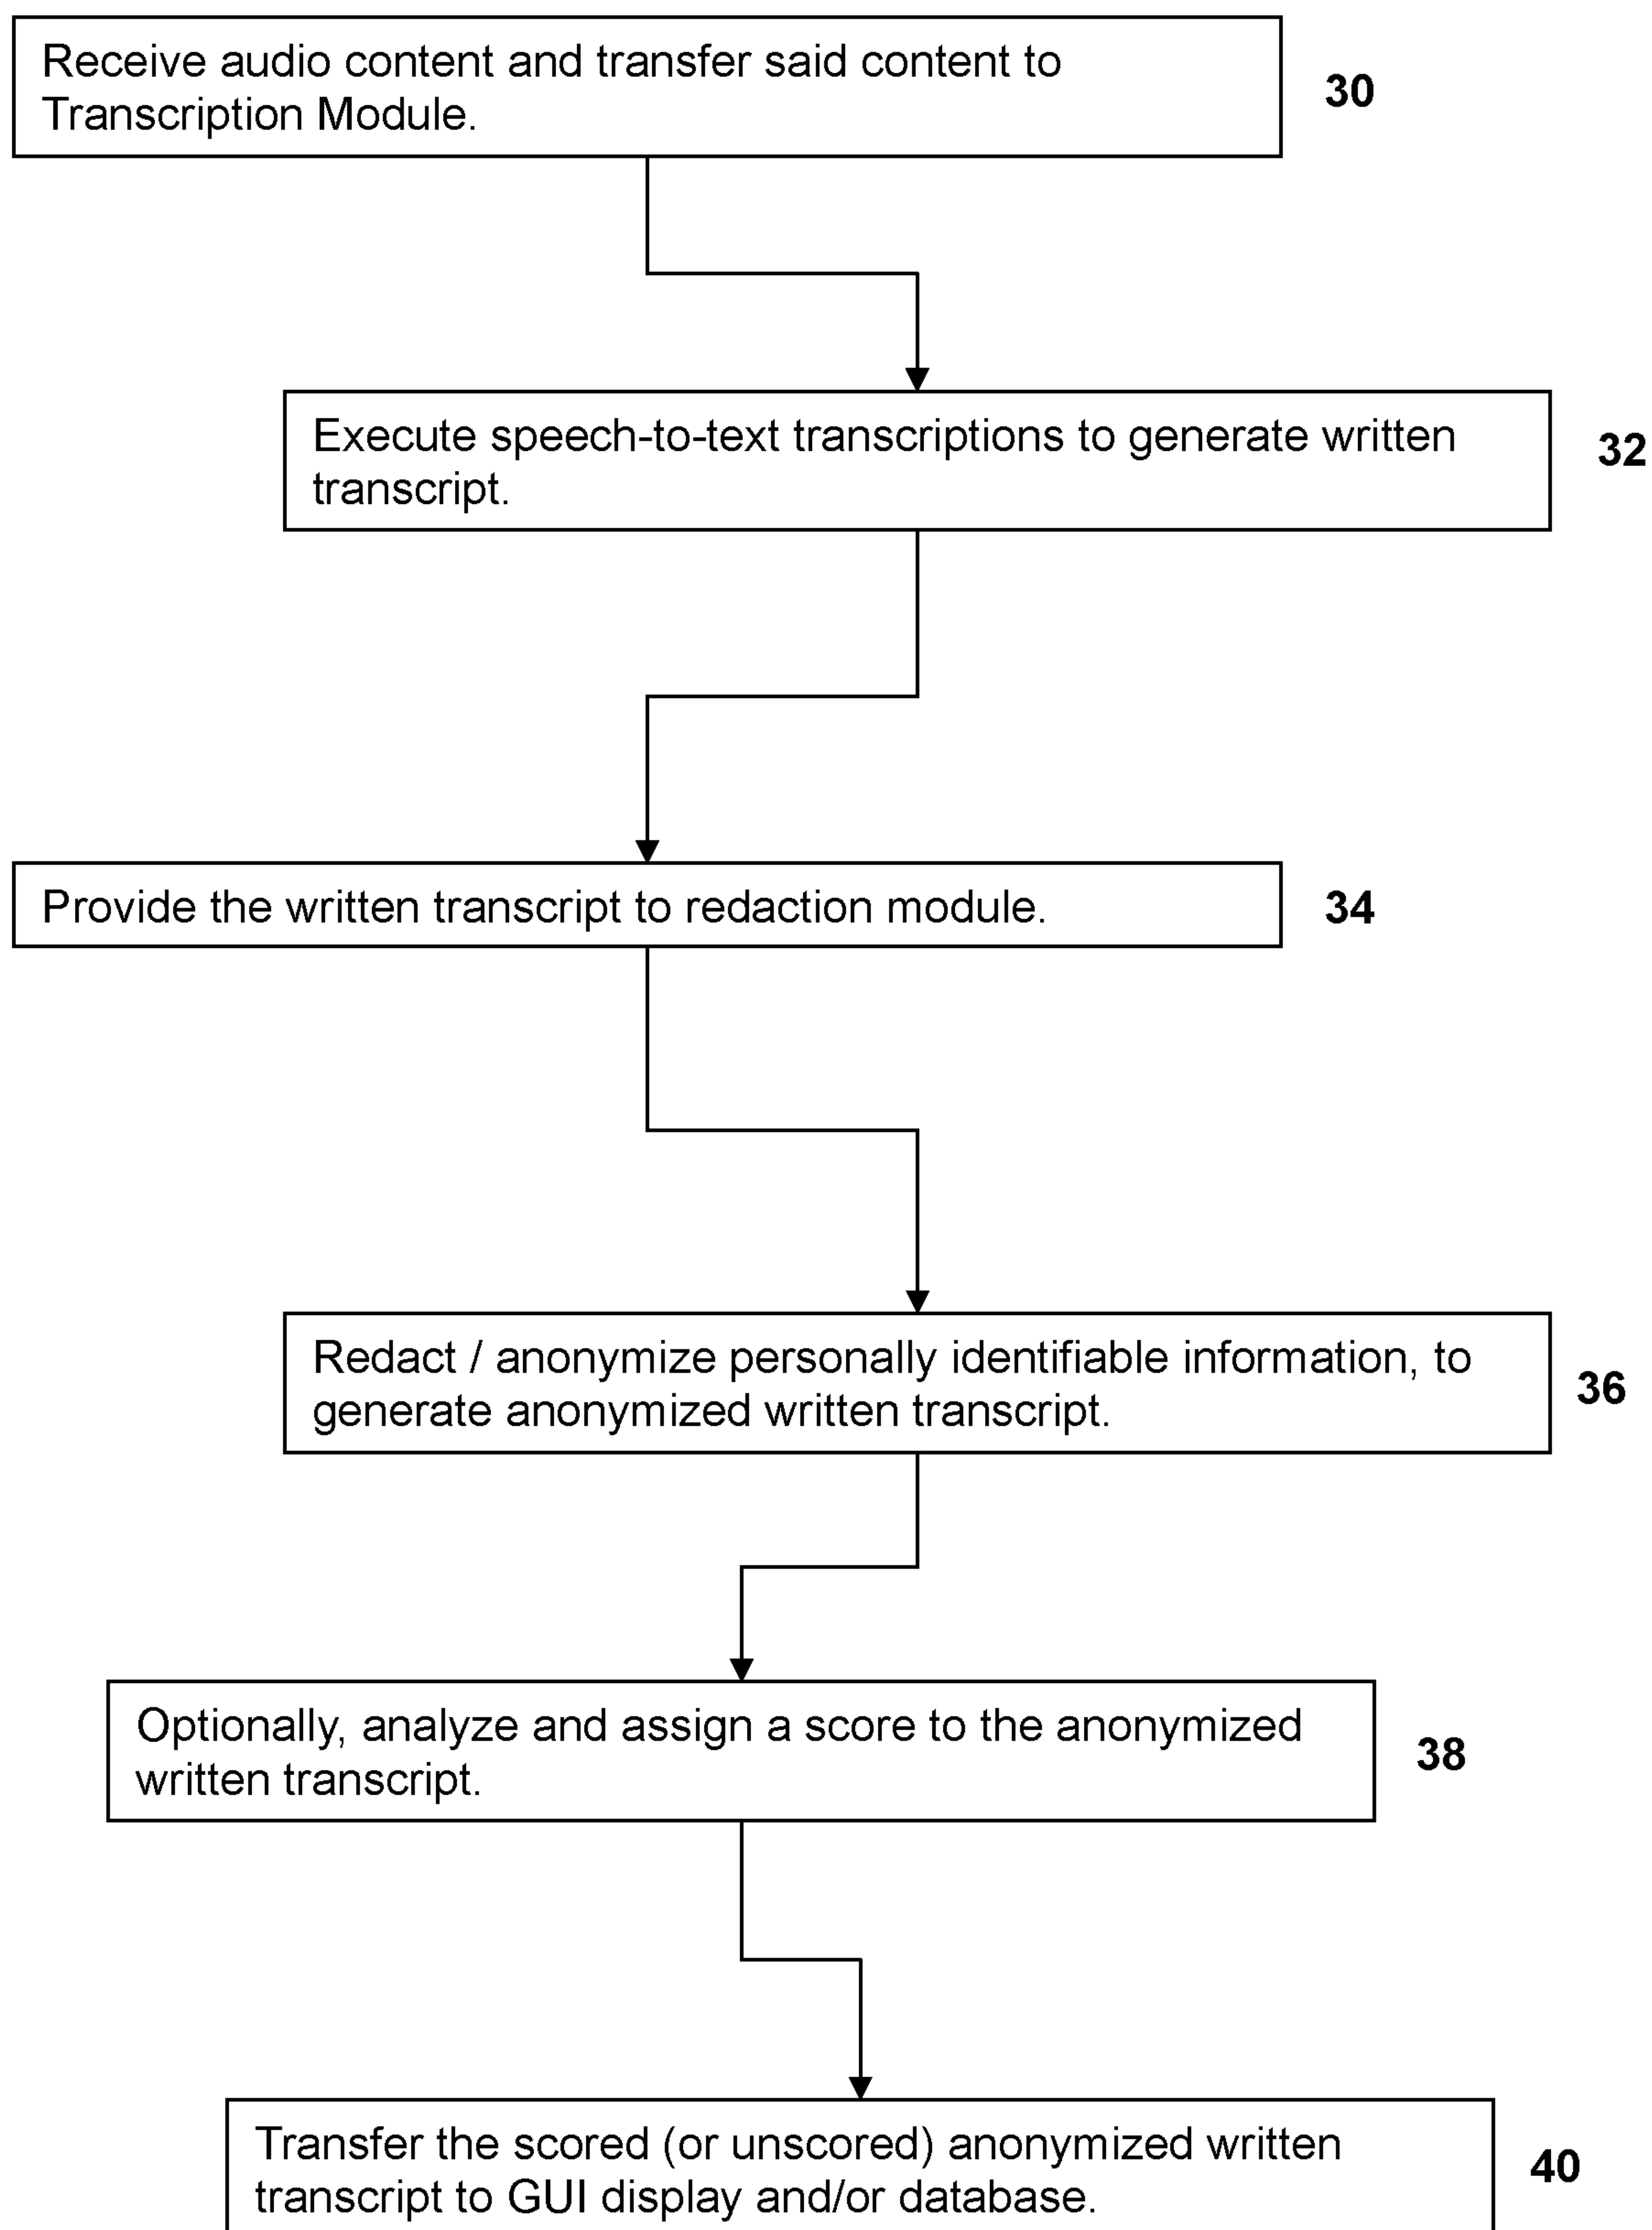 Receive audio content and transfer said content to
Transcription Module.
30
Execute speech-to-text transcriptions to generate written
transcript.
32
Provide the written transcript to redaction module.
34
Redact / anonymize personally identifiable information, to
generate anonymized written transcript.
36
Optionally, analyze and assign a score to the anonymized
written transcript.
38
Transfer the scored (or unscored) anonymized written
transcript to GUI display and/or database.
40